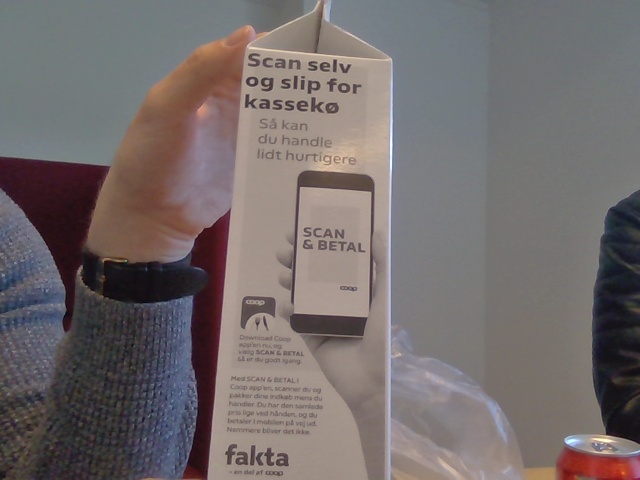 Scan selv
og slip for
kassekø
Så kan
du handle
lidt hurtigere
SCAN
& BETAL
coop
coop
Download Coop
app'en nu, og
vælg SCAN & BETAL
så er du godt igang.
Med SCAN & BETAL i
Coop app'en, scanner du og
pakker dine indkøb mens du
handler. Du har den samlede
pris lige ved hånden, og du
betaler i mobilen på vej ud.
Nemmere bliver det ikke.
fakta
- en del af coop